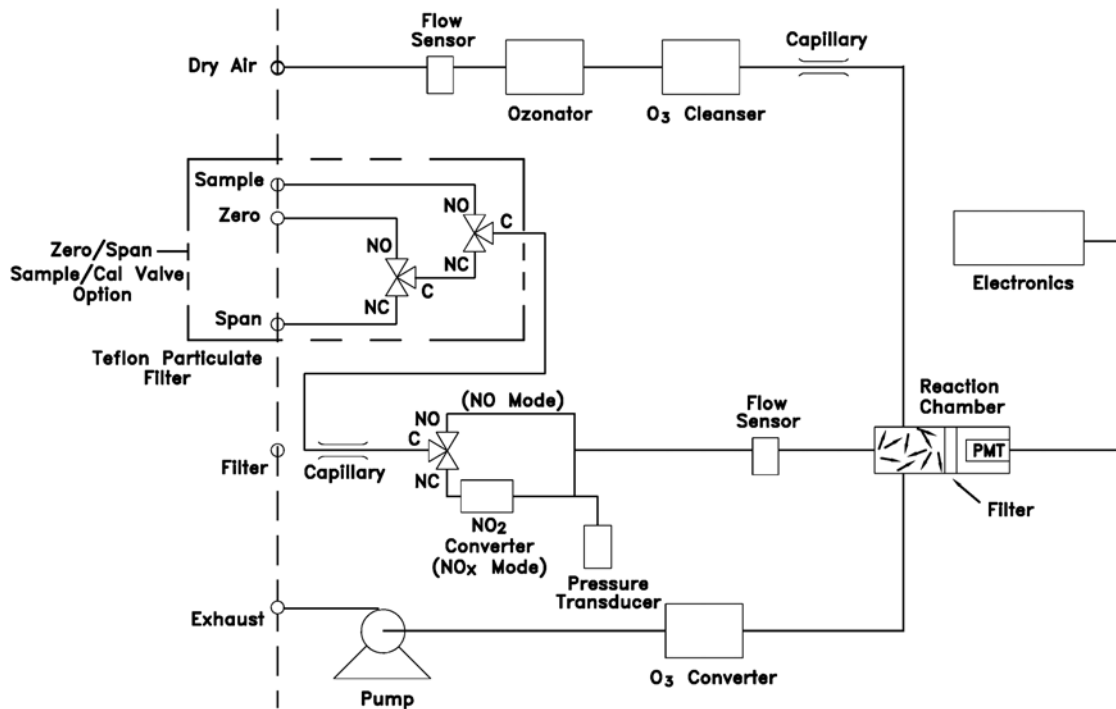 Flow
Sensor
Capillary
Dry Air
Ozonator
O3 Cleanser
Sample
NO
C
Zero
NO
NC
Zero/Span
Sample/Cal Valve
Option
C
NC
Electronics
Span
Teflon Particulate
Filter
(NO Mode)
NO
Flow
Sensor
Reaction
Chamber
C
PMT
Filter
Capillary
NC
Filter
NO2
Converter
(NOx Mode)
Pressure
Transducer
Exhaust
O3 Converter
Pump